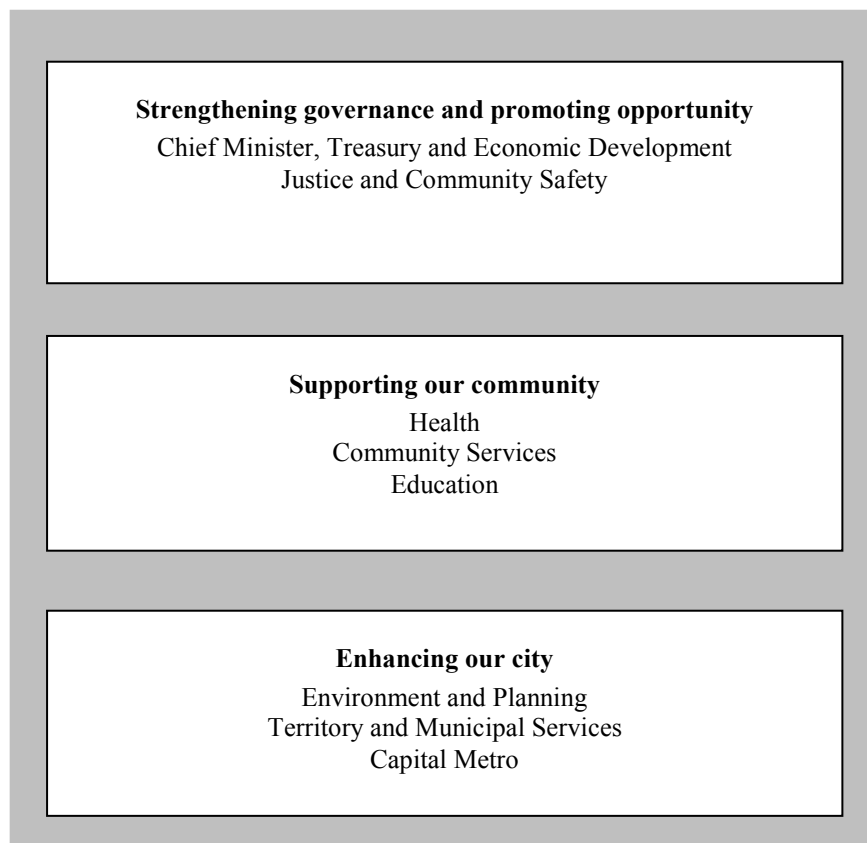 Strengthening governance and promoting opportunity
Chief Minister, Treasury and Economic Development
Justice and Community Safety
Supporting our community
Health
Community Services
Education
Enhancing our city
Environment and Planning
Territory and Municipal Services
Capital Metro